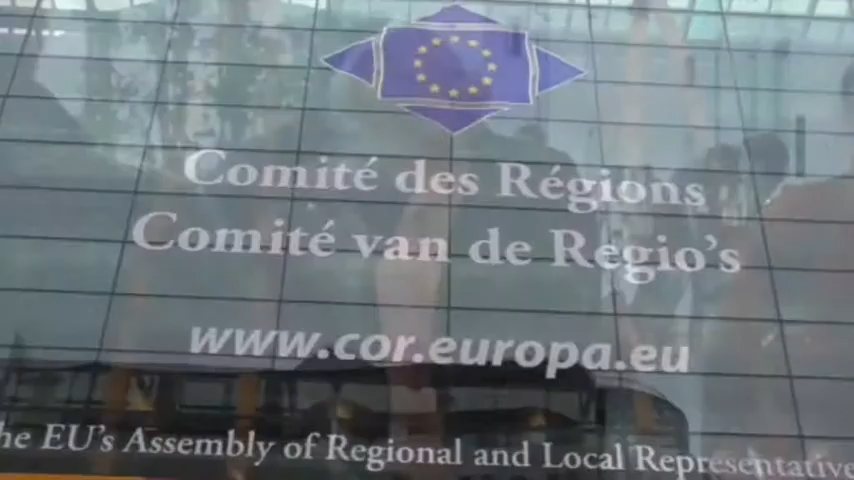 Comité des Régions
Comité van de Regio's
www.cor.europa.eu
he EU's Assembly of Regional and Local Representative